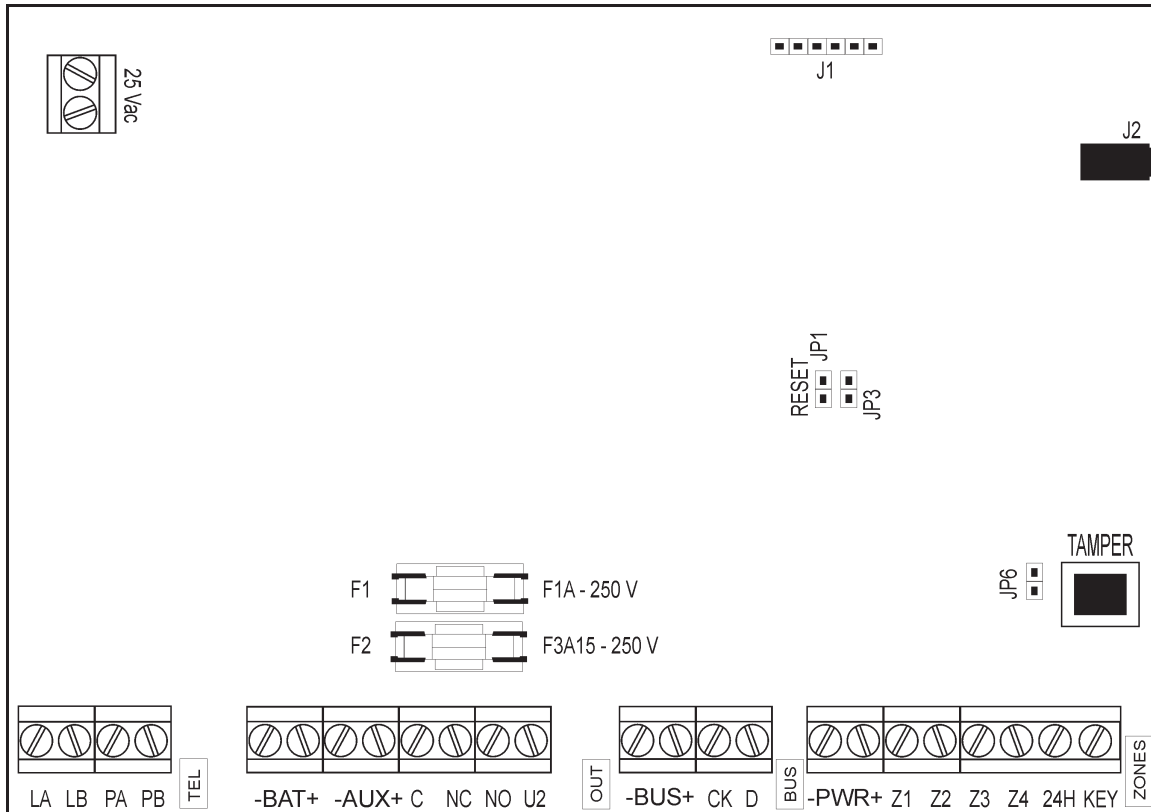 25 Vac
J1
J2
RESET
JP1
JP3
TAMPER
JP6
F1
F1A - 250 V
F2
F3A15 - 250 V
LA LB PA PB
TEL
-BAT+ -AUX+ C NC NO U2
OUT
-BUS+ CK D
BUS
-PWR+ Z1 Z2 Z3 Z4 24H KEY
ZONES